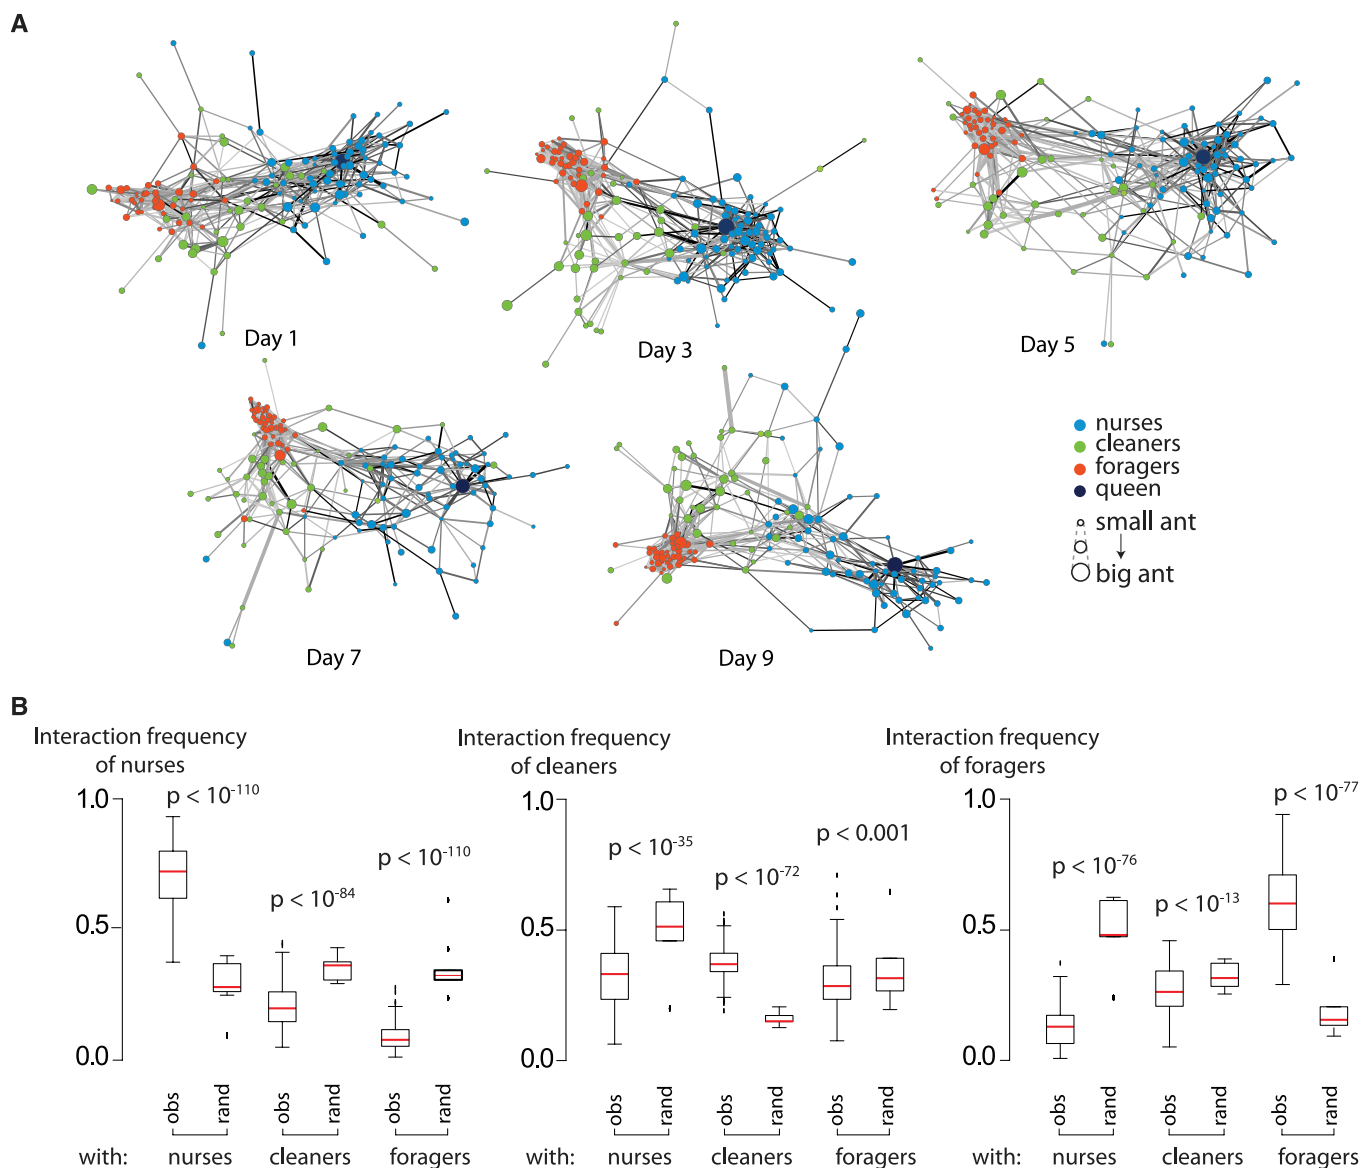 A
Day 1
Day 3
Day 5
Day 7
Day 9
nurses
cleaners
foragers
queen
small ant
big ant
B
Interaction frequency
of nurses
1.0
0.5
0.0
p < 10-110
p < 10-84
p < 10-110
obs
rand
obs
rand
obs
rand
with:
nurses
cleaners
foragers
Interaction frequency
of cleaners
1.0
0.5
0.0
p < 10-35
p < 10-72
p < 0.001
obs
rand
obs
rand
obs
rand
with:
nurses
cleaners
foragers
Interaction frequency
of foragers
1.0
0.5
0.0
p < 10-76
p < 10-13
p < 10-77
obs
rand
obs
rand
obs
rand
with:
nurses
cleaners
foragers